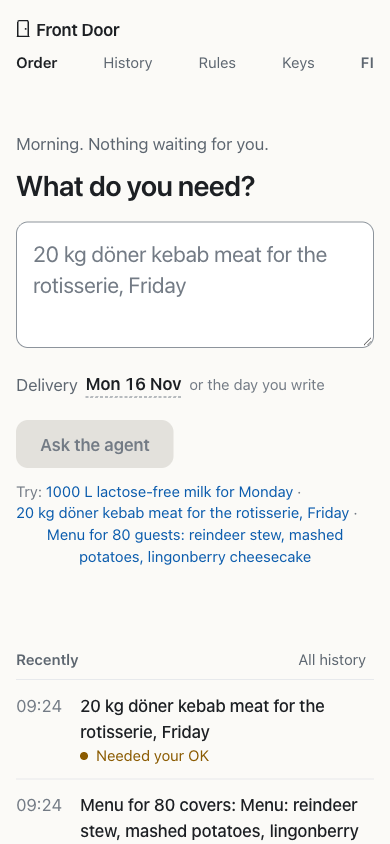 Front Door
Order History Rules Keys FI
Morning. Nothing waiting for you.
What do you need?
20 kg döner kebab meat for the
rotisserie, Friday
Delivery Mon 16 Nov or the day you write
Ask the agent
Try: 1000 L lactose-free milk for Monday ·
20 kg döner kebab meat for the rotisserie, Friday ·
Menu for 80 guests: reindeer stew, mashed
potatoes, lingonberry cheesecake
Recently All history
09:24 20 kg döner kebab meat for the
rotisserie, Friday
Needed your OK
09:24 Menu for 80 covers: Menu: reindeer
stew, mashed potatoes, lingonberry